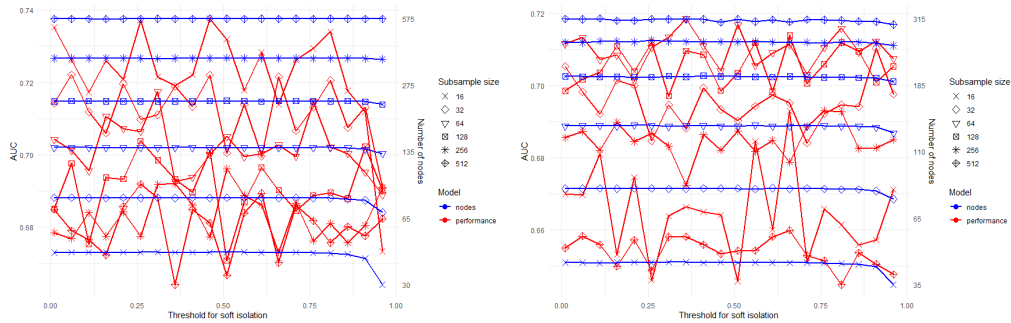 0.74
0.72
0.70
0.68
AUC
575
275
135
65
30
Number of nodes
0.00
0.25
0.50
0.75
1.00
Threshold for soft isolation
Subsample size
16
32
64
128
256
512
Model
nodes
performance
0.72
0.70
0.68
0.66
AUC
315
185
110
65
35
Number of nodes
0.00
0.25
0.50
0.75
1.00
Threshold for soft isolation
Subsample size
16
32
64
128
256
512
Model
nodes
performance